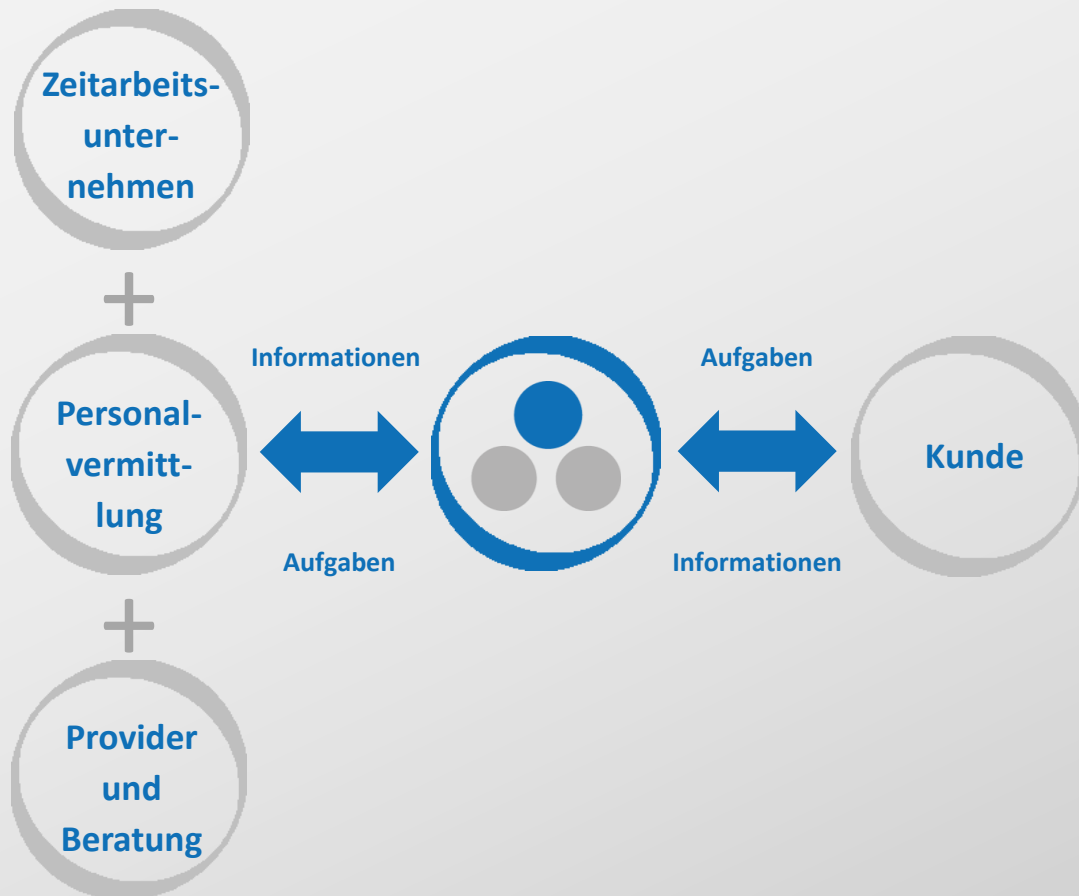 Zeitarbeits-
unter-
nehmen
+
Informationen
Aufgaben
Personal-
vermitt-
lung
Kunde
Aufgaben
Informationen
+
Provider
und
Beratung